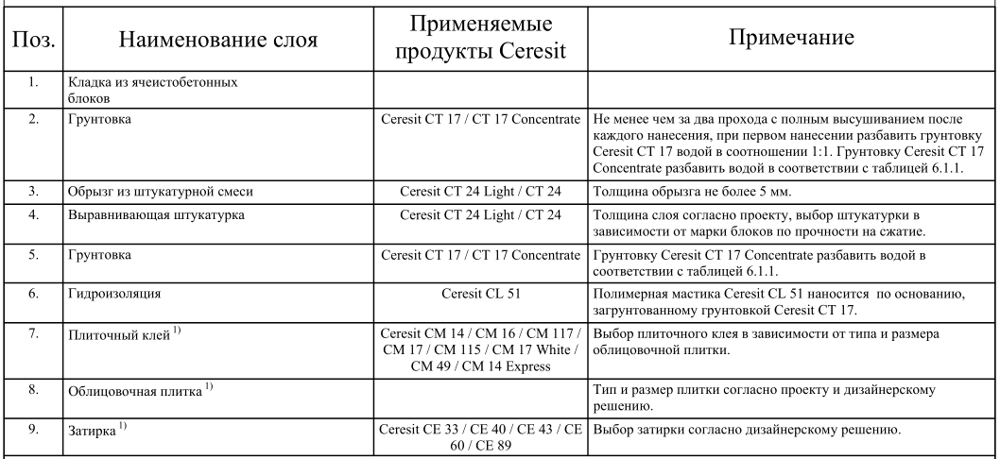 Поз.
Наименование слоя
Применяемые
продукты Ceresit
Примечание
1.
Кладка из ячеистобетонных
блоков
2.
Грунтовка
Ceresit CT 17 / CT 17 Concentrate
Не менее чем за два прохода с полным высушиванием после
каждого нанесения, при первом нанесении разбавить грунтовку
Ceresit CT 17 водой в соотношении 1:1. Грунтовку Ceresit CT 17
Concentrate разбавить водой в соответствии с таблицей 6.1.1.
3.
Обрызг из штукатурной смеси
Ceresit CT 24 Light / CT 24
Толщина обрызга не более 5 мм.
4.
Выравнивающая штукатурка
Ceresit CT 24 Light / CT 24
Толщина слоя согласно проекту, выбор штукатурки в
зависимости от марки блоков по прочности на сжатие.
5.
Грунтовка
Ceresit CT 17 / CT 17 Concentrate
Грунтовку Ceresit CT 17 Concentrate разбавить водой в
соответствии с таблицей 6.1.1.
6.
Гидроизоляция
Ceresit CL 51
Полимерная мастика Ceresit CL 51 наносится по основанию,
загрунтованному грунтовкой Ceresit CT 17.
7.
Плиточный клей 1)
Ceresit CM 14 / CM 16 / CM 117 /
CM 17 / CM 115 / CM 17 White /
CM 49 / CM 14 Express
Выбор плиточного клея в зависимости от типа и размера
облицовочной плитки.
8.
Облицовочная плитка 1)
Тип и размер плитки согласно проекту и дизайнерскому
решению.
9.
Затирка 1)
Ceresit CE 33 / CE 40 / CE 43 / CE
60 / CE 89
Выбор затирки согласно дизайнерскому решению.